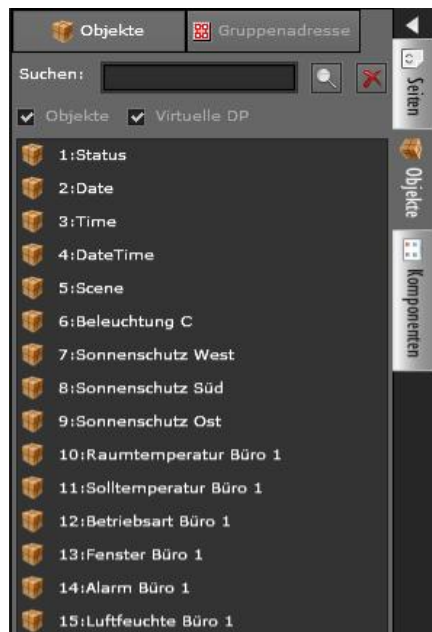 Objekte
Gruppenadresse
Suchen:
Objekte
Virtuelle DP
1:Status
2:Date
3:Time
4:DateTime
5:Scene
6:Beleuchtung C
7:Sonnenschutz West
8:Sonnenschutz Süd
9:Sonnenschutz Ost
10:Raumtemperatur Büro 1
11:Solltemperatur Büro 1
12:Betriebsart Büro 1
13:Fenster Büro 1
14:Alarm Büro 1
15:Luftfeuchte Büro 1
Seiten
Objekte
Komponenten